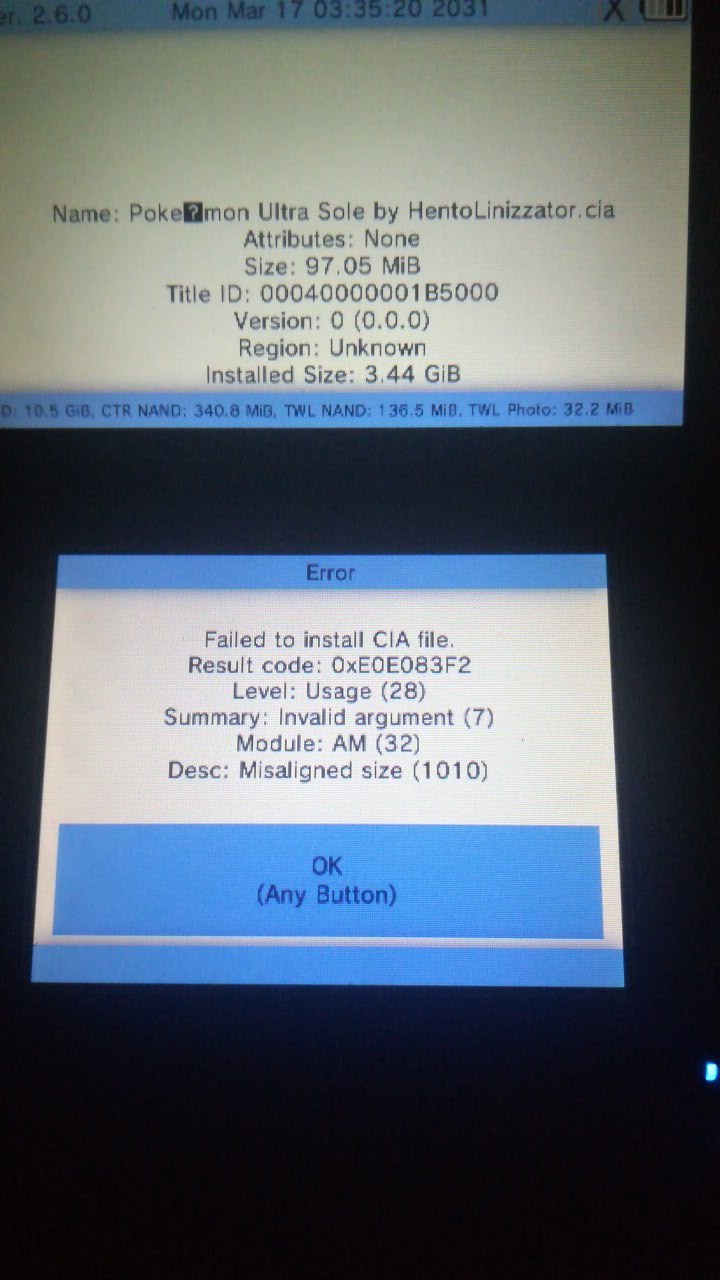 er. 2.6.0 Mon Mar 17 03:35:20 2031 X
Name: Poke�mon Ultra Sole by HentoLinizzator.cia
Attributes: None
Size: 97.05 MiB
Title ID: 00040000001B5000
Version: 0 (0.0.0)
Region: Unknown
Installed Size: 3.44 GiB
D: 10.5 GiB, CTR NAND: 340.8 MiB, TWL NAND: 136.5 MiB, TWL Photo: 32.2 MiB
Error
Failed to install CIA file.
Result code: 0xE0E083F2
Level: Usage (28)
Summary: Invalid argument (7)
Module: AM (32)
Desc: Misaligned size (1010)
OK
(Any Button)